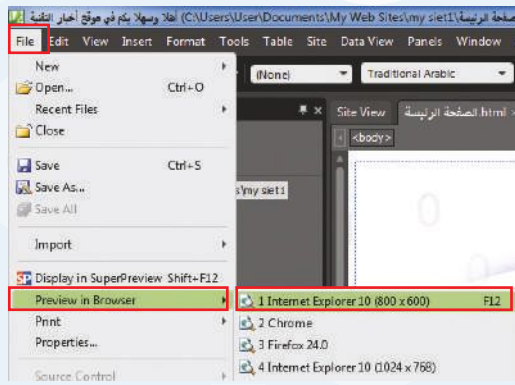 أهلا وسهلا بكم في موقع أخبار التقنية (C:\Users\User\Documents\My Web Sites\my siet1\الصفحة الرئيسة
File Edit View Insert Format Tools Table Site Data View Panels Window
New
Open... Ctrl+O
Recent Files
Close
Save Ctrl+S
Save As...
Save All
Import
Display in SuperPreview Shift+F12
Preview in Browser
Print
Properties...
Source Control
(None) Traditional Arabic
Site View الصفحة الرئيسة.html
<body>
\my siet1
1 Internet Explorer 10 (800 x 600) F12
2 Chrome
3 Firefox 24.0
4 Internet Explorer 10 (1024 x 768)